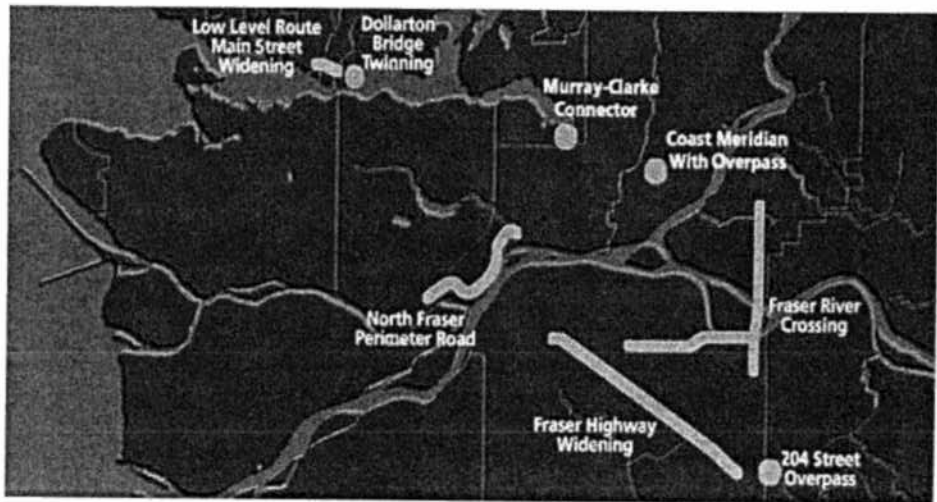 Low Level Route
Main Street
Widening
Dollarton
Bridge
Twinning
Murray-Clarke
Connector
Coast Meridian
With Overpass
North Fraser
Perimeter Road
Fraser River
Crossing
Fraser Highway
Widening
204 Street
Overpass